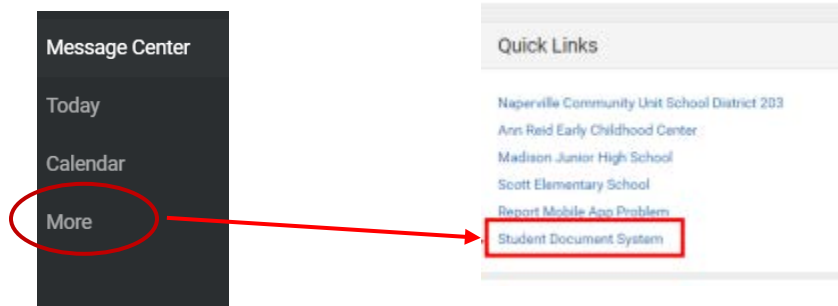 Message Center
Today
Calendar
More
Quick Links
Naperville Community Unit School District 203
Ann Reid Early Childhood Center
Madison Junior High School
Scott Elementary School
Report Mobile App Problem
Student Document System